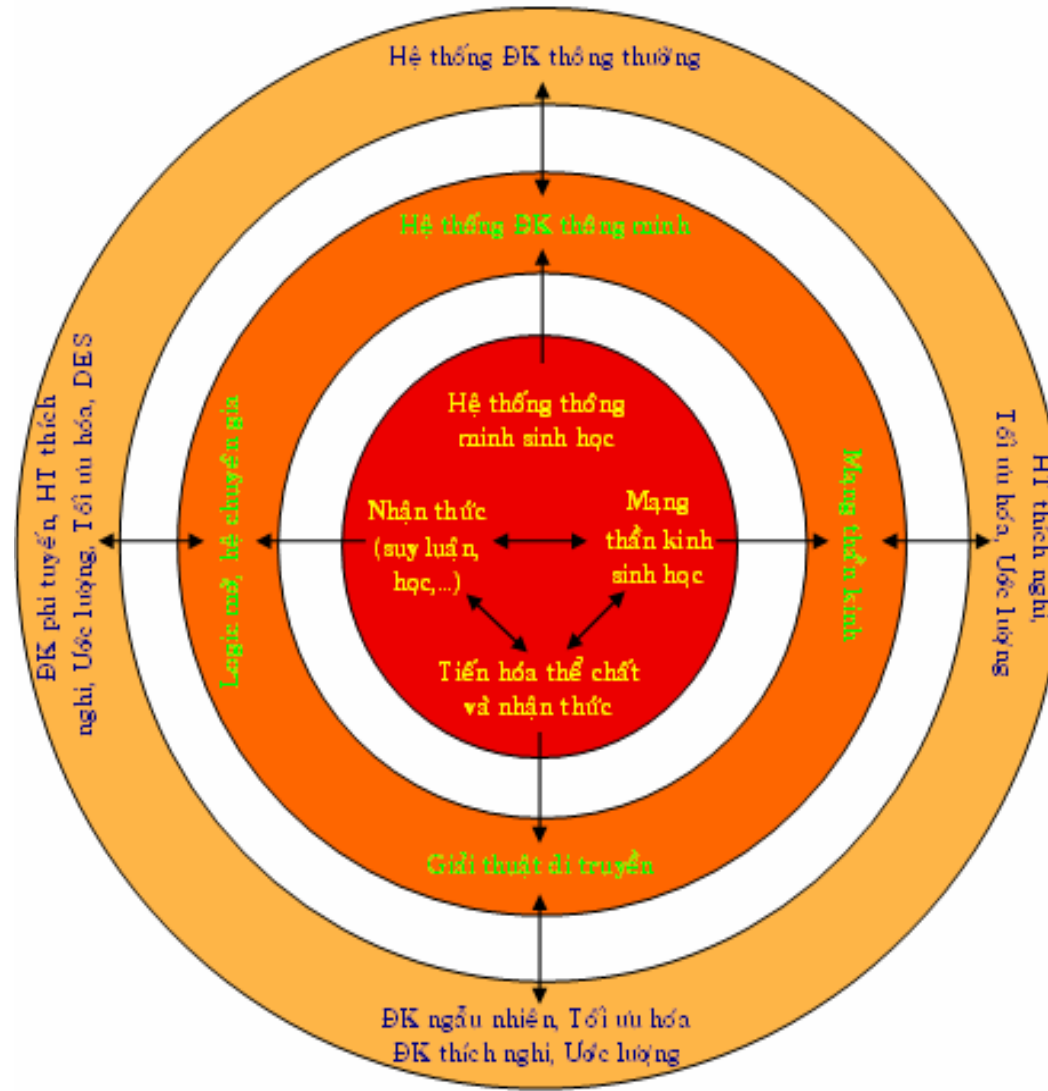 Hệ thống ĐK thông thường
Hệ thống ĐK thông minh
Hệ thống thông
minh sinh học
Nhận thức
(suy luận,
học,...)
Mạng
thần kinh
sinh học
Tiến hóa thể chất
và nhận thức
Logic mờ, hệ chuyên gia
Mạng thần kinh
Giải thuật di truyền
ĐK phi tuyến, HT thích
nghi, Ước lượng, Tối ưu hóa, DES
HT thích nghi,
Tối ưu hóa, Ước lượng
ĐK ngẫu nhiên, Tối ưu hóa
ĐK thích nghi, Ước lượng